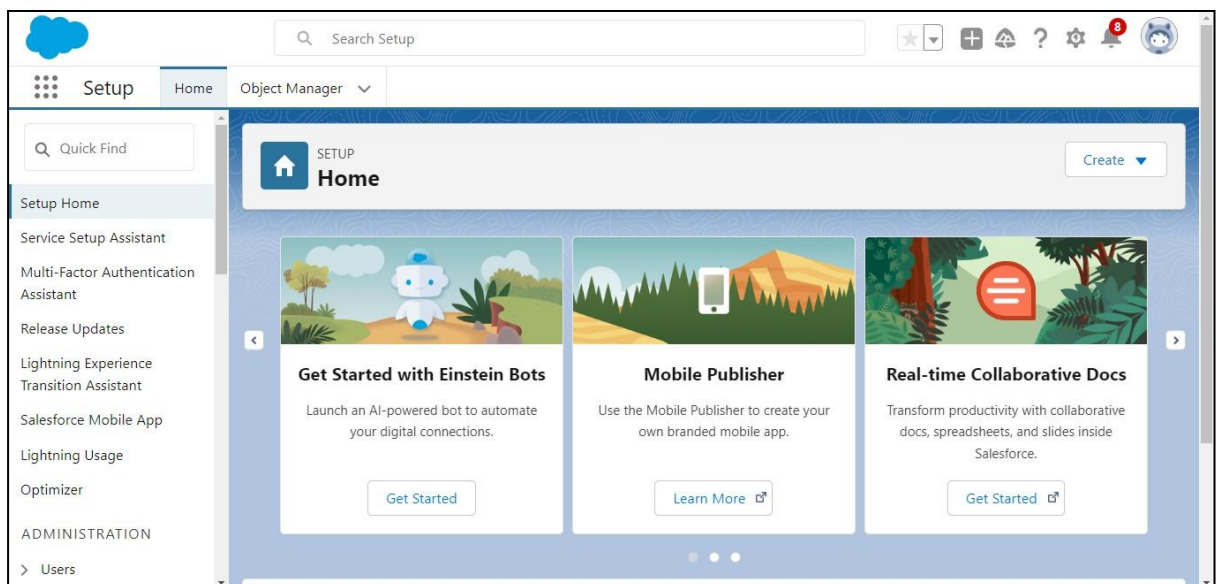 Search Setup
8
Setup
Home
Object Manager
Quick Find
Setup Home
Service Setup Assistant
Multi-Factor Authentication
Assistant
Release Updates
Lightning Experience
Transition Assistant
Salesforce Mobile App
Lightning Usage
Optimizer
ADMINISTRATION
Users
SETUP
Home
Create
Get Started with Einstein Bots
Launch an AI-powered bot to automate
your digital connections.
Get Started
Mobile Publisher
Use the Mobile Publisher to create your
own branded mobile app.
Learn More
Real-time Collaborative Docs
Transform productivity with collaborative
docs, spreadsheets, and slides inside
Salesforce.
Get Started